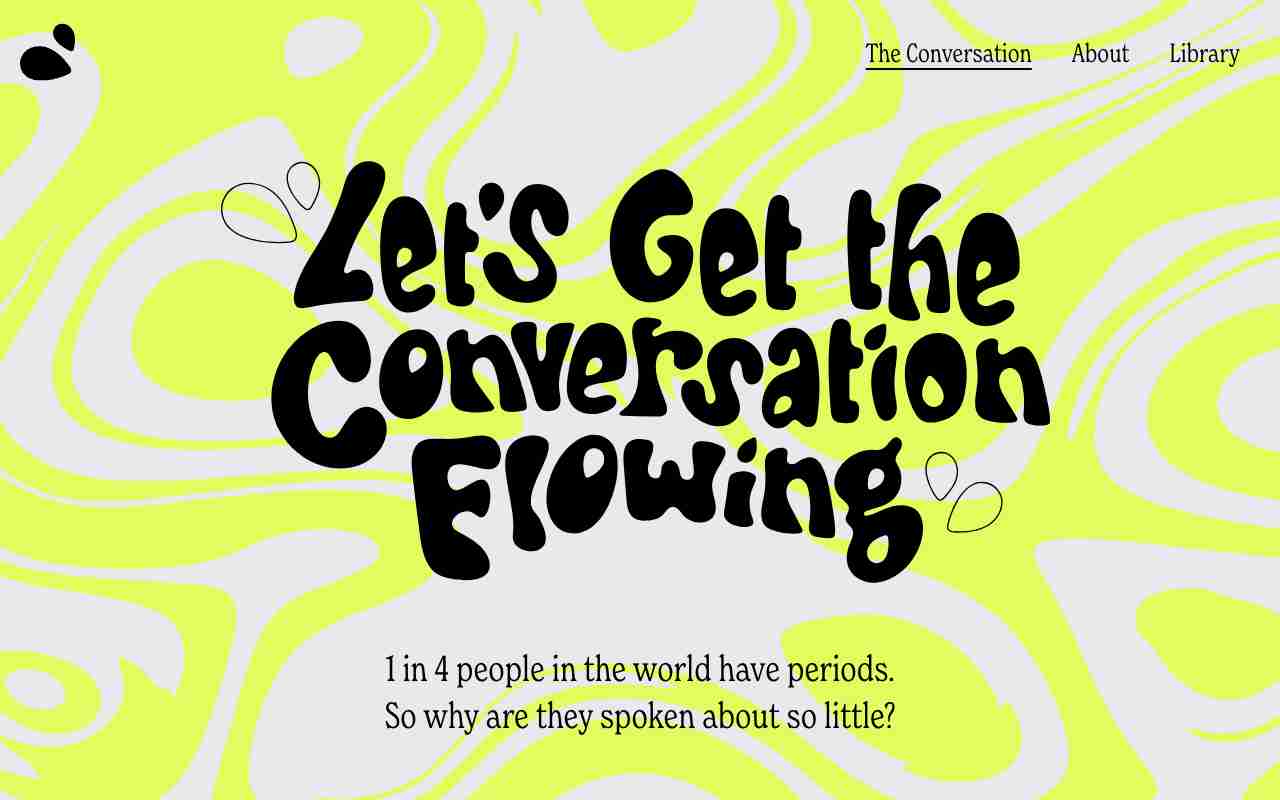 The Conversation About Library
Let's Get the
Conversation
Flowing
1 in 4 people in the world have periods.
So why are they spoken about so little?